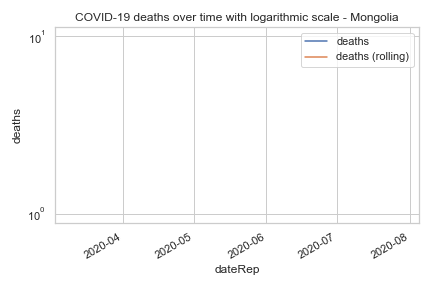 COVID-19 deaths over time with logarithmic scale - Mongolia
deaths
deaths (rolling)
10¹
deaths
10⁰
2020-04
2020-05
2020-06
2020-07
2020-08
dateRep